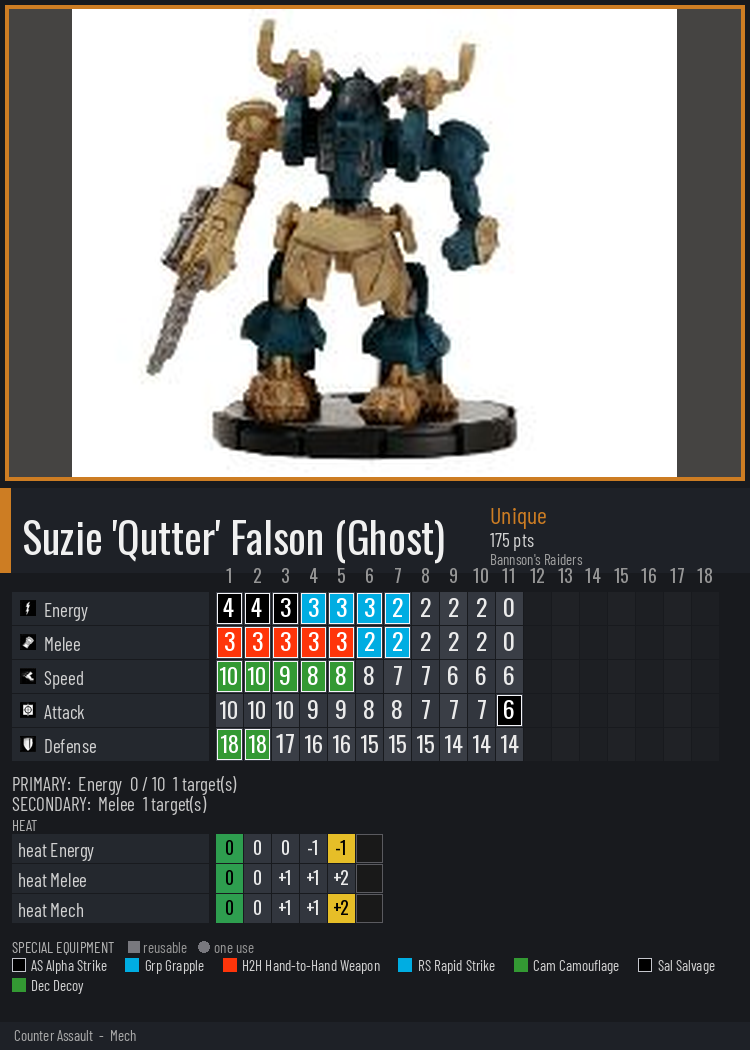 Suzie 'Qutter' Falson (Ghost)
Unique
175 pts
Bannson's Raiders
1 2 3 4 5 6 7 8 9 10 11 12 13 14 15 16 17 18
Energy 4 4 3 3 3 3 2 2 2 2 0
Melee 3 3 3 3 3 2 2 2 2 2 0
Speed 10 10 9 8 8 8 7 7 6 6 6
Attack 10 10 10 9 9 8 8 7 7 7 6
Defense 18 18 17 16 16 15 15 15 14 14 14
PRIMARY: Energy 0 / 10 1 target(s)
SECONDARY: Melee 1 target(s)
HEAT
heat Energy 0 0 0 -1 -1
heat Melee 0 0 +1 +1 +2
heat Mech 0 0 +1 +1 +2
SPECIAL EQUIPMENT reusable one use
AS Alpha Strike Grp Grapple H2H Hand-to-Hand Weapon RS Rapid Strike Cam Camouflage Sal Salvage
Dec Decoy
Counter Assault - Mech